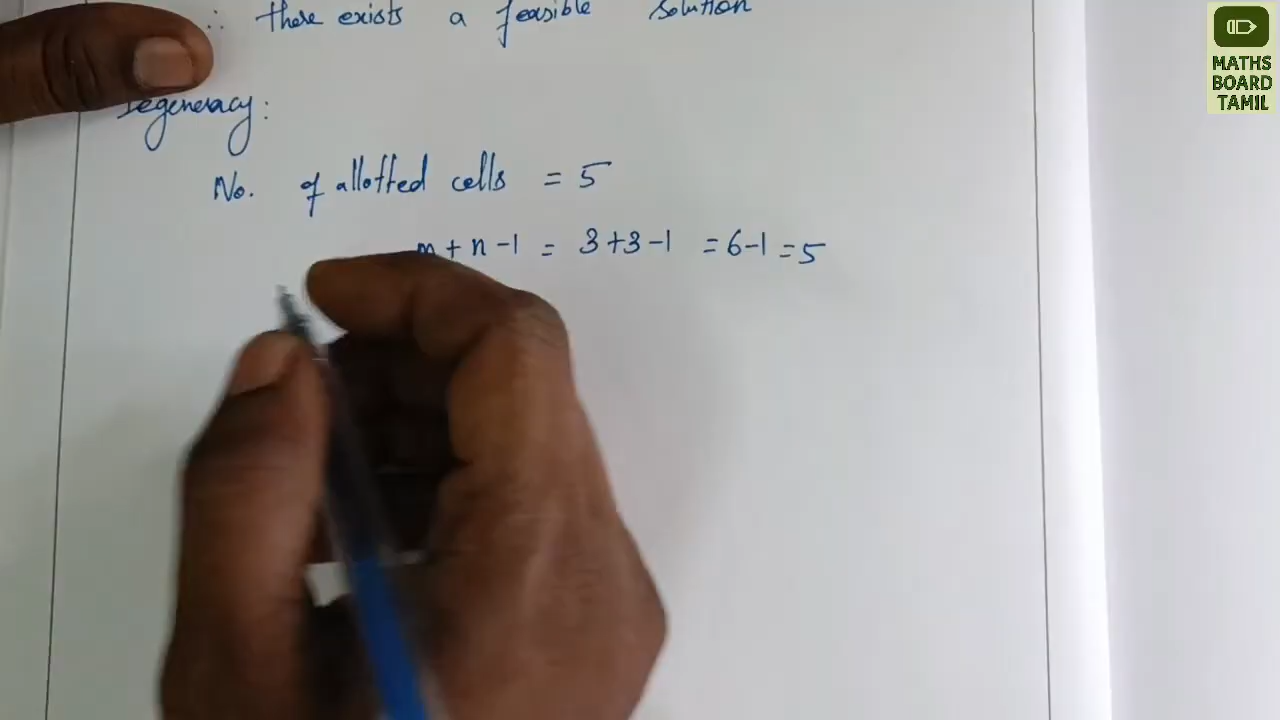 ∴ there exists a feasible solution
Degeneracy:
No. of allotted cells = 5
m + n - 1 = 3 + 3 - 1 = 6 - 1 = 5
MATHS
BOARD
TAMIL